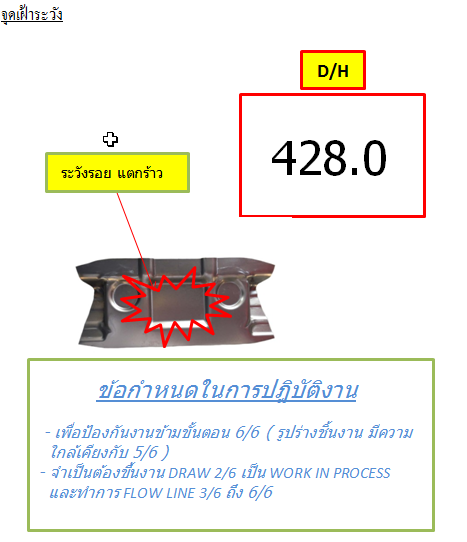 จุดเฝ้าระวัง
D/H
428.0
ระวังรอย แตกร้าว
ข้อกำหนดในการปฎิบัติงาน
- เพื่อป้องกันงานข้ามขั้นตอน 6/6 ( รูปร่างชิ้นงาน มีความ
ใกล้เคียงกับ 5/6 )
- จำเป็นต้องขึ้นงาน DRAW 2/6 เป็น WORK IN PROCESS
และทำการ FLOW LINE 3/6 ถึง 6/6